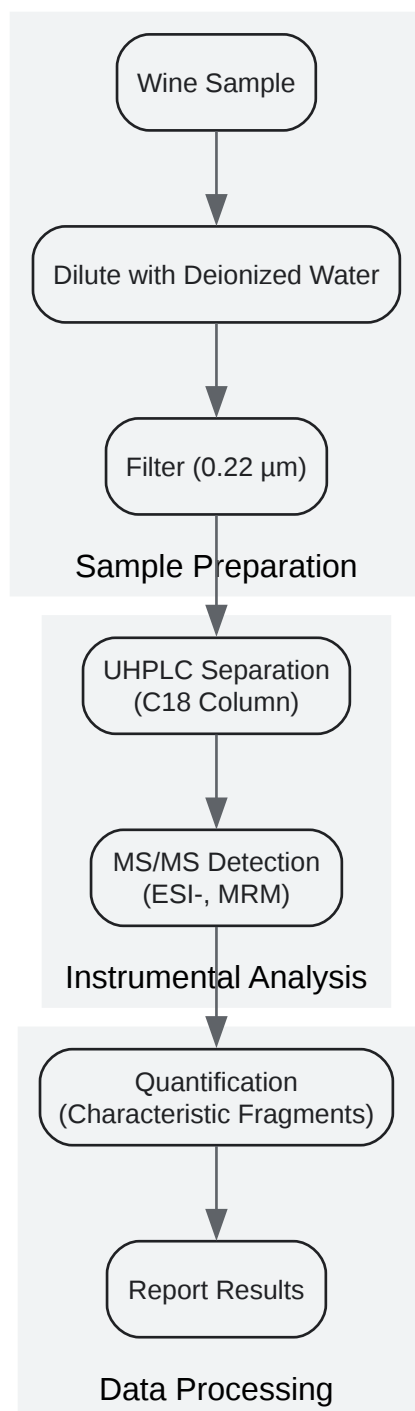 Wine Sample
Dilute with Deionized Water
Filter (0.22 µm)
Sample Preparation
UHPLC Separation
(C18 Column)
MS/MS Detection
(ESI-, MRM)
Instrumental Analysis
Quantification
(Characteristic Fragments)
Report Results
Data Processing